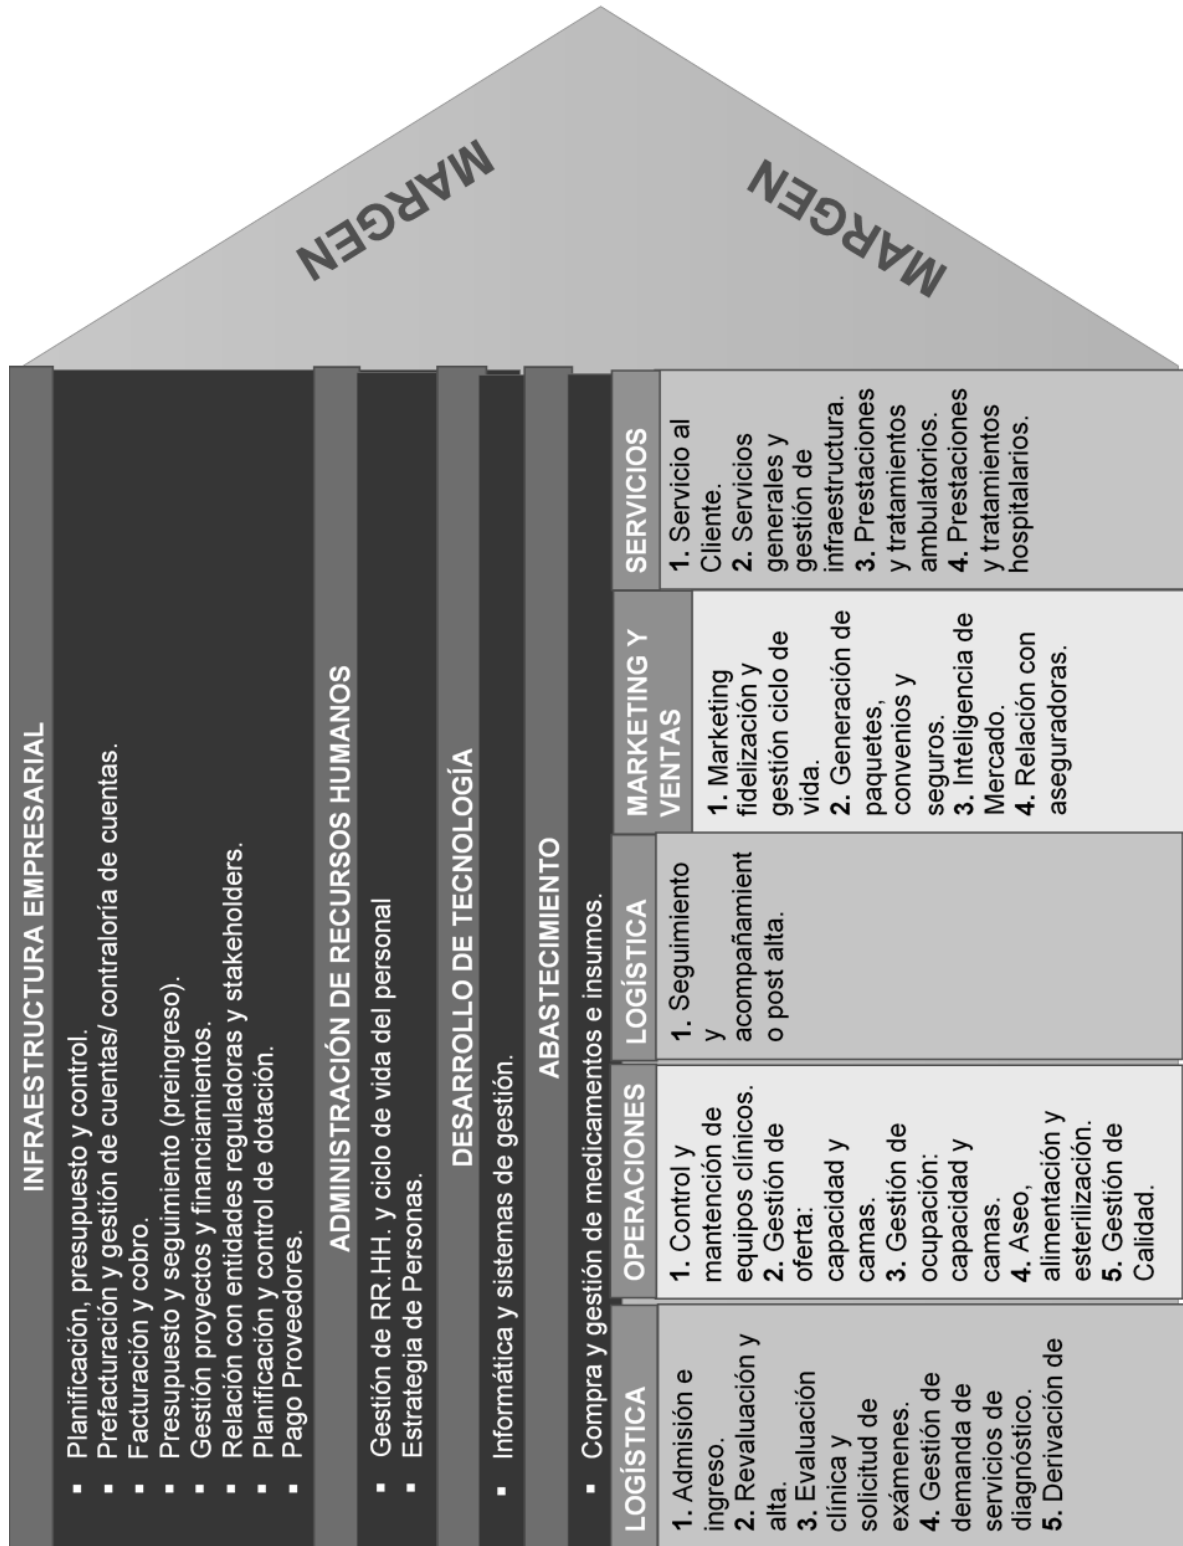 INFRAESTRUCTURA EMPRESARIAL
▪ Planificación, presupuesto y control.
▪ Prefacturación y gestión de cuentas/ contraloría de cuentas.
▪ Facturación y cobro.
▪ Presupuesto y seguimiento (preingreso).
▪ Gestión proyectos y financiamientos.
▪ Relación con entidades reguladoras y stakeholders.
▪ Planificación y control de dotación.
▪ Pago Proveedores.
ADMINISTRACIÓN DE RECURSOS HUMANOS
▪ Gestión de RR.HH. y ciclo de vida del personal
▪ Estrategia de Personas.
DESARROLLO DE TECNOLOGÍA
▪ Informática y sistemas de gestión.
ABASTECIMIENTO
▪ Compra y gestión de medicamentos e insumos.
LOGÍSTICA
1. Admisión e
ingreso.
2. Revaluación y
alta.
3. Evaluación
clínica y
solicitud de
exámenes.
4. Gestión de
demanda de
servicios de
diagnóstico.
5. Derivación de
OPERACIONES
1. Control y
mantención de
equipos clínicos.
2. Gestión de
oferta:
capacidad y
camas.
3. Gestión de
ocupación:
capacidad y
camas.
4. Aseo,
alimentación y
esterilización.
5. Gestión de
Calidad.
LOGÍSTICA
1. Seguimiento
y
acompañamient
o post alta.
MARKETING Y
VENTAS
1. Marketing
fidelización y
gestión ciclo de
vida.
2. Generación de
paquetes,
convenios y
seguros.
3. Inteligencia de
Mercado.
4. Relación con
aseguradoras.
SERVICIOS
1. Servicio al
Cliente.
2. Servicios
generales y
gestión de
infraestructura.
3. Prestaciones
y tratamientos
ambulatorios.
4. Prestaciones
y tratamientos
hospitalarios.
MARGEN
MARGEN